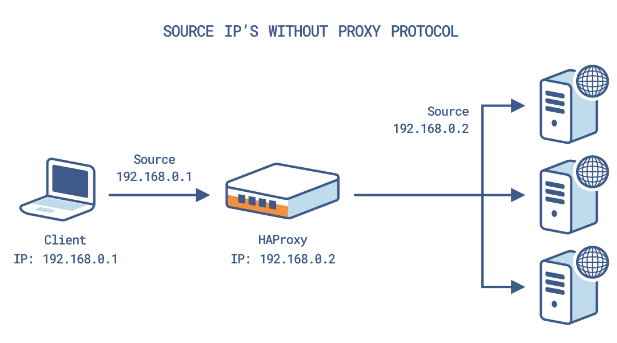 SOURCE IP'S WITHOUT PROXY PROTOCOL
Source
192.168.0.2
Source
192.168.0.1
Client
IP: 192.168.0.1
HAProxy
IP: 192.168.0.2